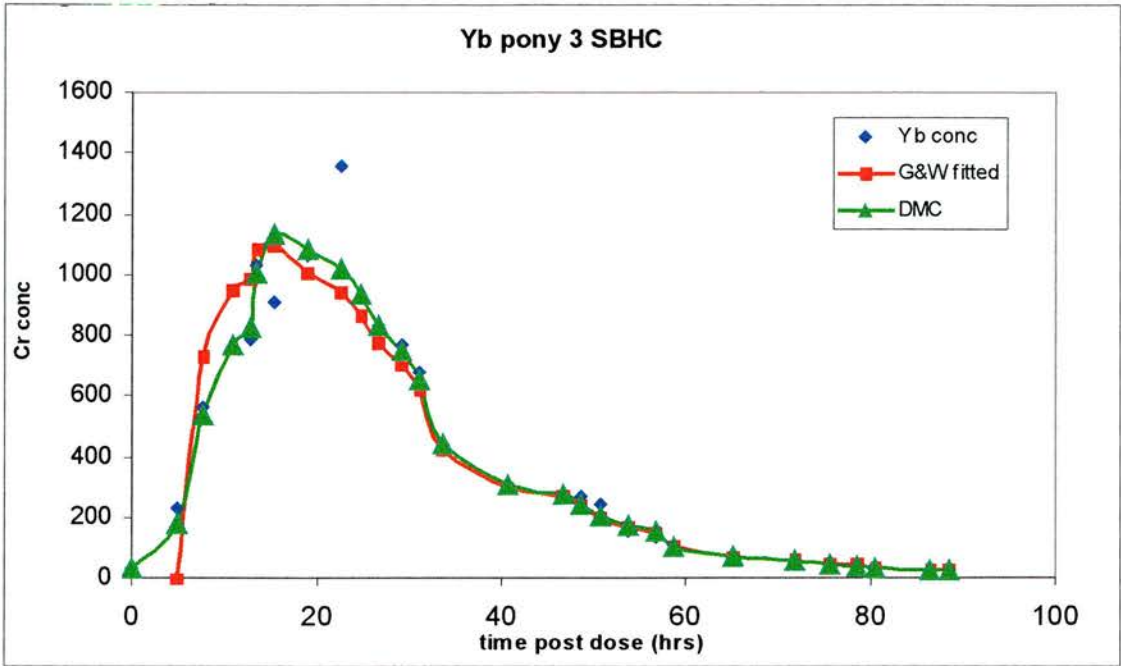 Yb pony 3 SBHC
1600
1400
1200
1000
800
600
400
200
0
Cr conc
0 20 40 60 80 100
time post dose (hrs)
Yb conc
G&W fitted
DMC